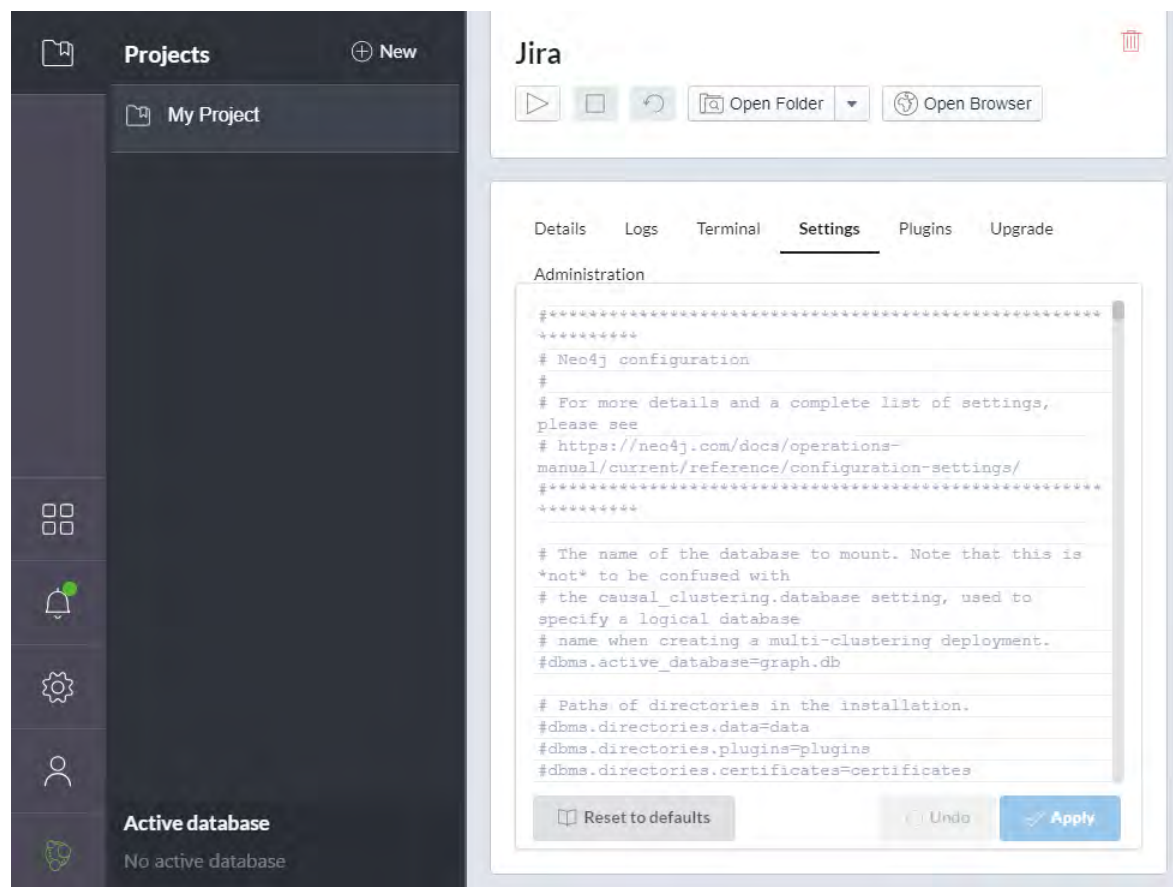 Projects
New
My Project
Active database
No active database
Jira
Open Folder
Open Browser
Details Logs Terminal Settings Plugins Upgrade
Administration
#********************************************************
**********
# Neo4j configuration
#
# For more details and a complete list of settings,
please see
# https://neo4j.com/docs/operations-
manual/current/reference/configuration-settings/
#********************************************************
**********
# The name of the database to mount. Note that this is
*not* to be confused with
# the causal_clustering.database setting, used to
specify a logical database
# name when creating a multi-clustering deployment.
#dbms.active_database=graph.db
# Paths of directories in the installation.
#dbms.directories.data=data
#dbms.directories.plugins=plugins
#dbms.directories.certificates=certificates
Reset to defaults
Undo
Apply